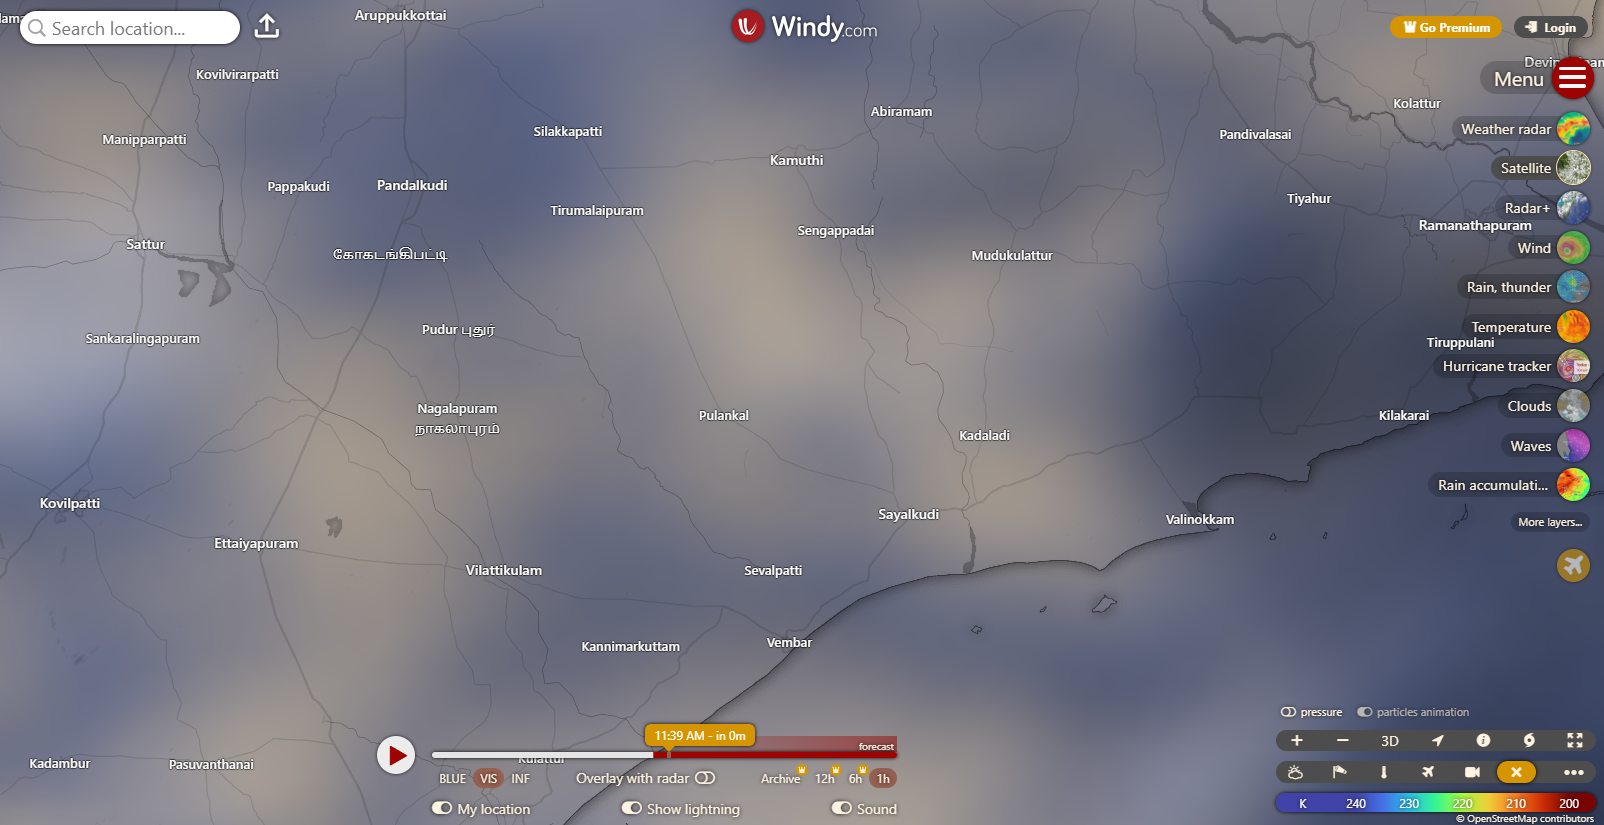 Aruppukkottai
Search location...
Windy.com
Go Premium
Login
Menu
Kovilvirarpatti
Kolattur
Abiramam
Weather radar
Silakkapatti
Pandivalasai
Manipparpatti
Kamuthi
Satellite
Pappakudi
Pandalkudi
Tiyahur
Radar+
Tirumalaipuram
Ramanathapuram
Sengappadai
Sattur
Wind
கோகடங்கிபட்டி
Mudukulattur
Rain, thunder
Temperature
Pudur புதுர்
Sankaralingapuram
Tiruppulani
Hurricane tracker
Nagalapuram
நாகலாபுரம்
Clouds
Pulankal
Kilakarai
Kadaladi
Waves
Rain accumulati...
Kovilpatti
Sayalkudi
Valinokkam
More layers...
Ettaiyapuram
Vilattikulam
Sevalpatti
Kannimarkuttam
Vembar
pressure
particles animation
11:39 AM - in 0m
forecast
3D
Kadambur
Pasuvanthanai
Kulattur
BLUE VIS INF
Overlay with radar
Archive 12h 6h 1h
My location
Show lightning
Sound
K 240 230 220 210 200
© OpenStreetMap contributors